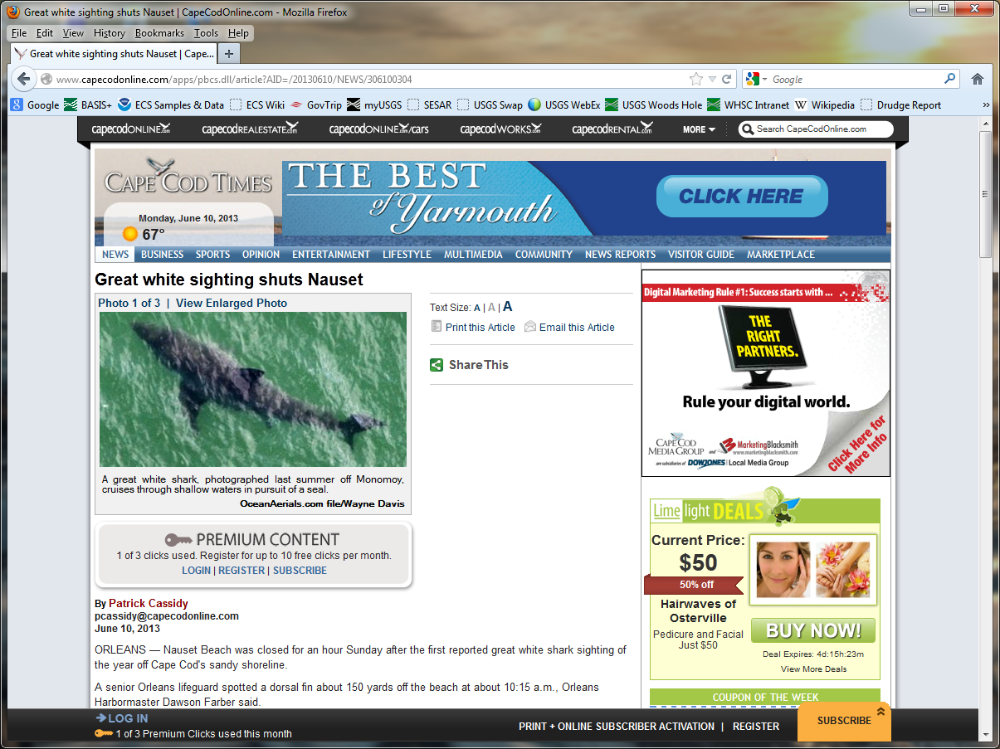 Great white sighting shuts Nauset | CapeCodOnline.com - Mozilla Firefox
File Edit View History Bookmarks Tools Help
Great white sighting shuts Nauset | Cape... +
www.capecodonline.com/apps/pbcs.dll/article?AID=/20130610/NEWS/306100304
Google
Google BASIS+ ECS Samples & Data ECS Wiki GovTrip myUSGS SESAR USGS Swap USGS WebEx USGS Woods Hole WHSC Intranet W Wikipedia Drudge Report »
capecodONLINE.com capecodREALESTATE.com capecodONLINE.com/cars capecodWORKS.com capecodRENTAL.com MORE Search CapeCodOnline.com
CAPE COD TIMES
Monday, June 10, 2013
67°
THE BEST
of Yarmouth
CLICK HERE
NEWS BUSINESS SPORTS OPINION ENTERTAINMENT LIFESTYLE MULTIMEDIA COMMUNITY NEWS REPORTS VISITOR GUIDE MARKETPLACE
Great white sighting shuts Nauset
Photo 1 of 3 | View Enlarged Photo
A great white shark, photographed last summer off Monomoy,
cruises through shallow waters in pursuit of a seal.
OceanAerials.com file/Wayne Davis
Text Size: A | A | A
Print this Article Email this Article
Share This
PREMIUM CONTENT
1 of 3 clicks used. Register for up to 10 free clicks per month.
LOGIN | REGISTER | SUBSCRIBE
By Patrick Cassidy
pcassidy@capecodonline.com
June 10, 2013
ORLEANS — Nauset Beach was closed for an hour Sunday after the first reported great white shark sighting of
the year off Cape Cod's sandy shoreline.
A senior Orleans lifeguard spotted a dorsal fin about 150 yards off the beach at about 10:15 a.m., Orleans
Harbormaster Dawson Farber said.
Digital Marketing Rule #1: Success starts with ...
THE
RIGHT
PARTNERS.
Rule your digital world.
CAPE COD
MEDIA GROUP and MarketingBlacksmith
www.marketingblacksmith.com
are subsidiaries of DOWJONES | Local Media Group
Click Here for
More Info
Lime light DEALS
Current Price:
$50
50% off
Hairwaves of
Osterville
Pedicure and Facial
Just $50
BUY NOW!
Deal Expires: 4d:15h:23m
View More Deals
COUPON OF THE WEEK
LOG IN
1 of 3 Premium Clicks used this month
PRINT + ONLINE SUBSCRIBER ACTIVATION | REGISTER
SUBSCRIBE